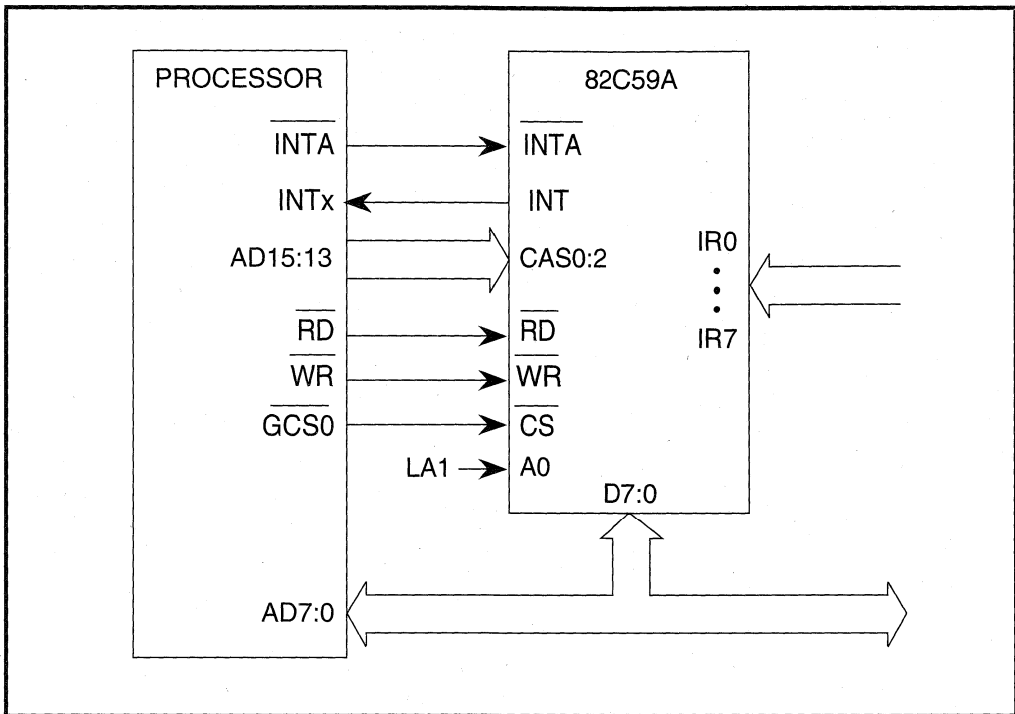 PROCESSOR
INTA
INTx
AD15:13
RD
WR
GCS0
AD7:0
82C59A
INTA
INT
CAS0:2
RD
WR
CS
LA1
A0
D7:0
IR0
IR7